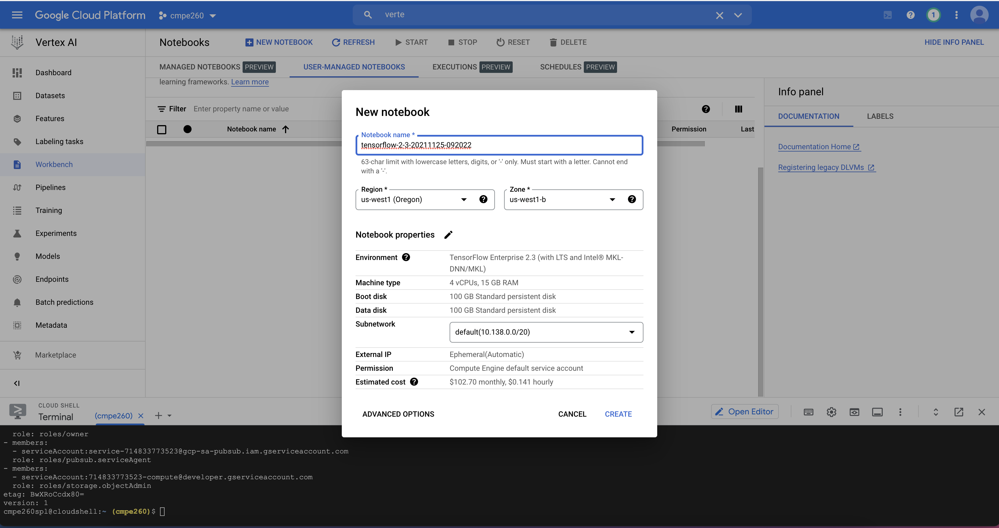 Google Cloud Platform
cmpe260
verte
1
Vertex AI
Notebooks
NEW NOTEBOOK
REFRESH
START
STOP
RESET
DELETE
HIDE INFO PANEL
MANAGED NOTEBOOKS PREVIEW
USER-MANAGED NOTEBOOKS
EXECUTIONS PREVIEW
SCHEDULES PREVIEW
learning frameworks. Learn more
Dashboard
Datasets
Features
Labeling tasks
Workbench
Pipelines
Training
Experiments
Models
Endpoints
Batch predictions
Metadata
Marketplace
Filter
Enter property name or value
Notebook name
Permission
Last
Info panel
DOCUMENTATION
LABELS
Documentation Home
Registering legacy DLVMs
New notebook
Notebook name *
tensorflow-2-3-20211125-092022
63-char limit with lowercase letters, digits, or '-' only. Must start with a letter. Cannot end
with a '-'.
Region *
us-west1 (Oregon)
Zone *
us-west1-b
Notebook properties
Environment
TensorFlow Enterprise 2.3 (with LTS and Intel® MKL-
DNN/MKL)
Machine type
4 vCPUs, 15 GB RAM
Boot disk
100 GB Standard persistent disk
Data disk
100 GB Standard persistent disk
Subnetwork
default(10.138.0.0/20)
External IP
Ephemeral(Automatic)
Permission
Compute Engine default service account
Estimated cost
$102.70 monthly, $0.141 hourly
ADVANCED OPTIONS
CANCEL
CREATE
CLOUD SHELL
Terminal
(cmpe260)
Open Editor
role: roles/owner
- members:
- serviceAccount:service-714833773523@gcp-sa-pubsub.iam.gserviceaccount.com
role: roles/pubsub.serviceAgent
- members:
- serviceAccount:714833773523-compute@developer.gserviceaccount.com
role: roles/storage.objectAdmin
etag: BwXRoCcdx80=
version: 1
cmpe260spl@cloudshell:~ (cmpe260)$